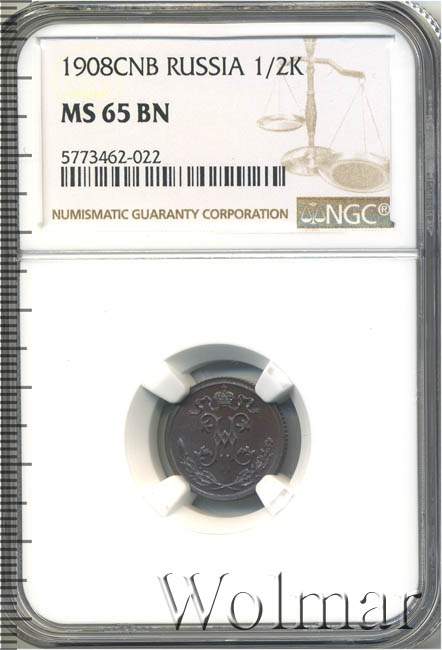 1908CNB RUSSIA 1/2K
MS 65 BN
5773462-022
NUMISMATIC GUARANTY CORPORATION
NGC®
Wolmar